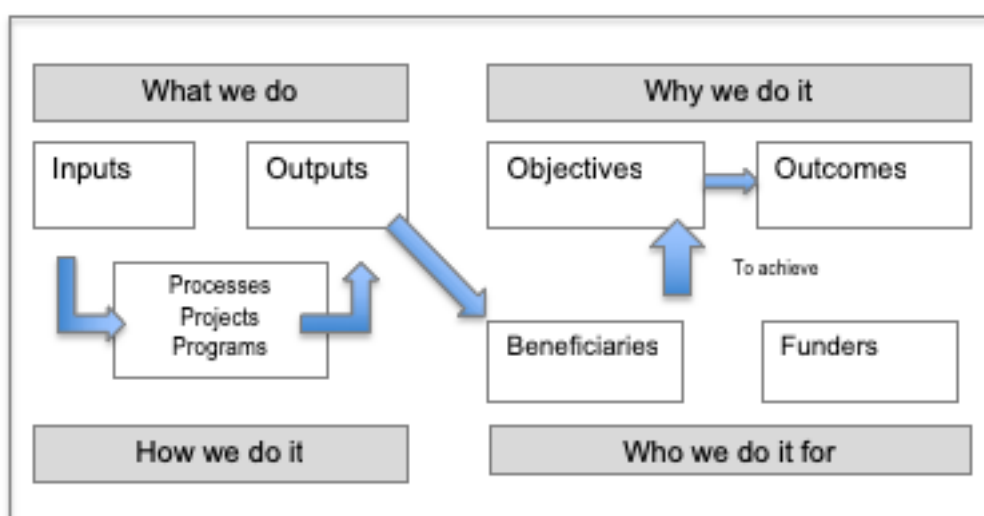 What we do
Why we do it
Inputs
Outputs
Objectives
Outcomes
To achieve
Processes
Projects
Programs
Beneficiaries
Funders
How we do it
Who we do it for